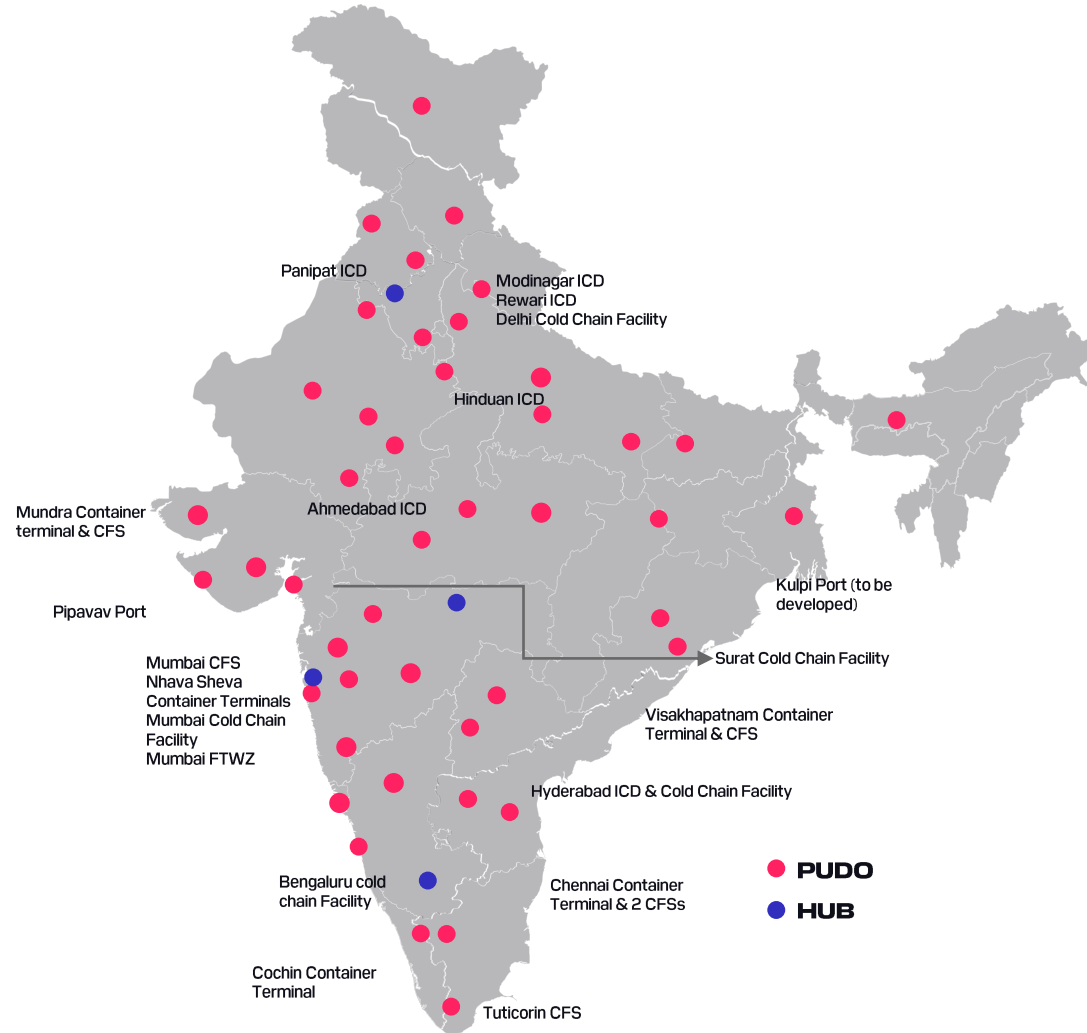 Panipat ICD
Modinagar ICD
Rewari ICD
Delhi Cold Chain Facility
Hinduan ICD
Mundra Container
terminal & CFS
Ahmedabad ICD
Kulpi Port (to be
developed)
Pipavav Port
Surat Cold Chain Facility
Mumbai CFS
Nhava Sheva
Container Terminals
Mumbai Cold Chain
Facility
Mumbai FTWZ
Visakhapatnam Container
Terminal & CFS
Hyderabad ICD & Cold Chain Facility
Bengaluru cold
chain Facility
Chennai Container
Terminal & 2 CFSs
PUDO
HUB
Cochin Container
Terminal
Tuticorin CFS